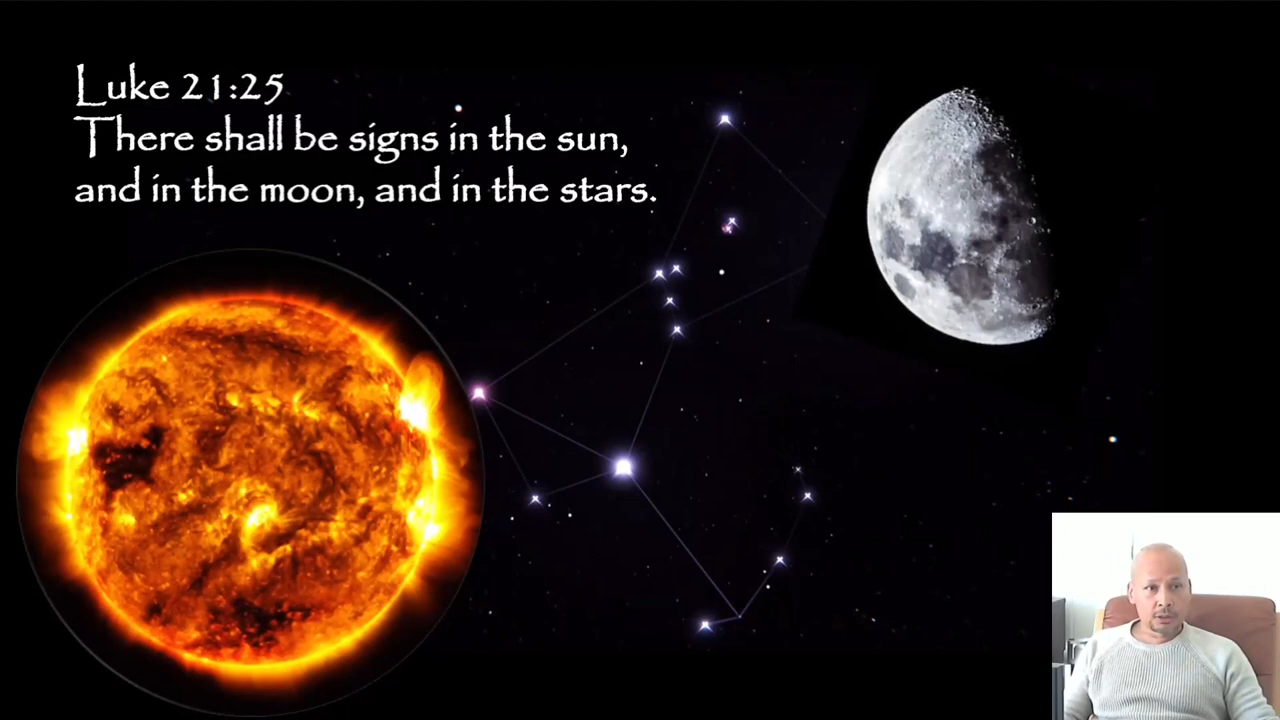 Luke 21:25
There shall be signs in the sun,
and in the moon, and in the stars.